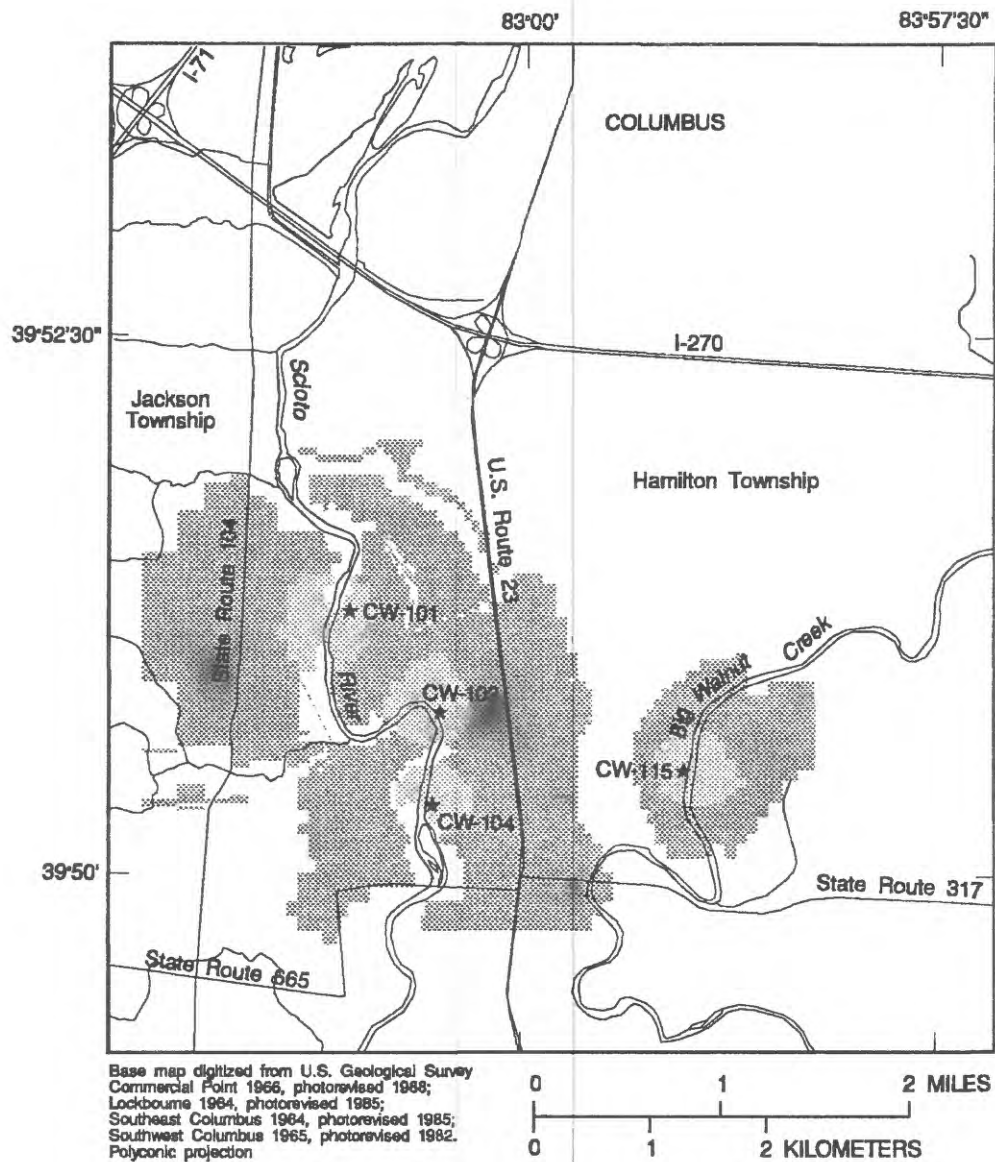 83°00'
83°57'30"
I-71
COLUMBUS
39°52'30"
I-270
Scioto
Jackson
Township
U.S. Route 23
Hamilton Township
State Route 104
CW-101
Big Walnut Creek
River
CW-102
CW-115
CW-104
39°50'
State Route 317
State Route 665
Base map digitized from U.S. Geological Survey
Commercial Point 1966, photorevised 1968;
Lockbourne 1964, photorevised 1985;
Southeast Columbus 1964, photorevised 1985;
Southwest Columbus 1965, photorevised 1982.
Polyconic projection
0 1 2 MILES
0 1 2 KILOMETERS